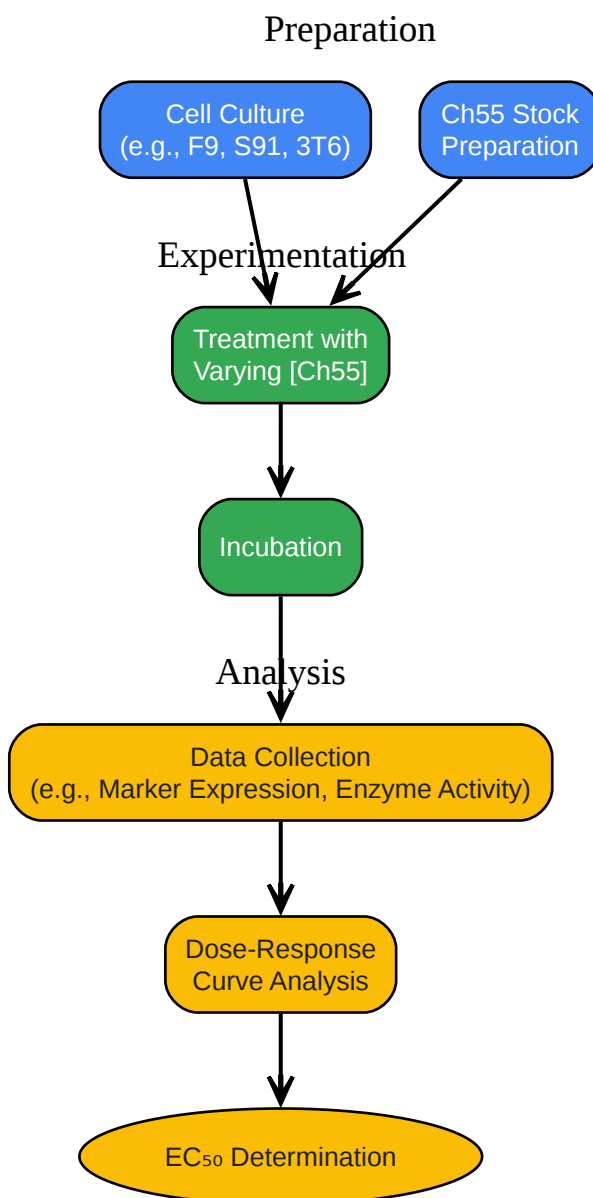 Preparation
Cell Culture
(e.g., F9, S91, 3T6)
Ch55 Stock
Preparation
Experimentation
Treatment with
Varying [Ch55]
Incubation
Analysis
Data Collection
(e.g., Marker Expression, Enzyme Activity)
Dose-Response
Curve Analysis
EC₅₀ Determination